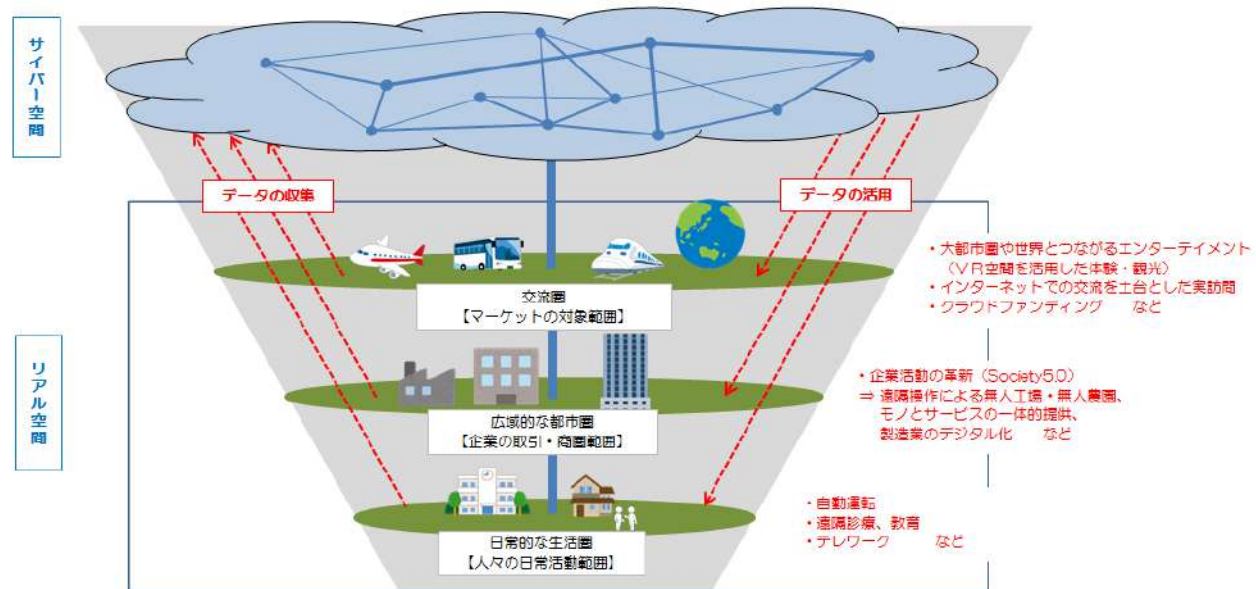 サイバー空間
データの収集
データの活用
交流圏
【マーケットの対象範囲】
・大都市圏や世界とつながるエンターテイメント
(VR空間を活用した体験・観光)
・インターネットでの交流を土台とした実訪問
・クラウドファンディング　など
リアル空間
広域的な都市圏
【企業の取引・商圏範囲】
・企業活動の革新(Society5.0)
⇒ 遠隔操作による無人工場・無人農園、
モノとサービスの一体的提供、
製造業のデジタル化　など
日常的な生活圏
【人々の日常活動範囲】
・自動運転
・遠隔診療、教育
・テレワーク　など